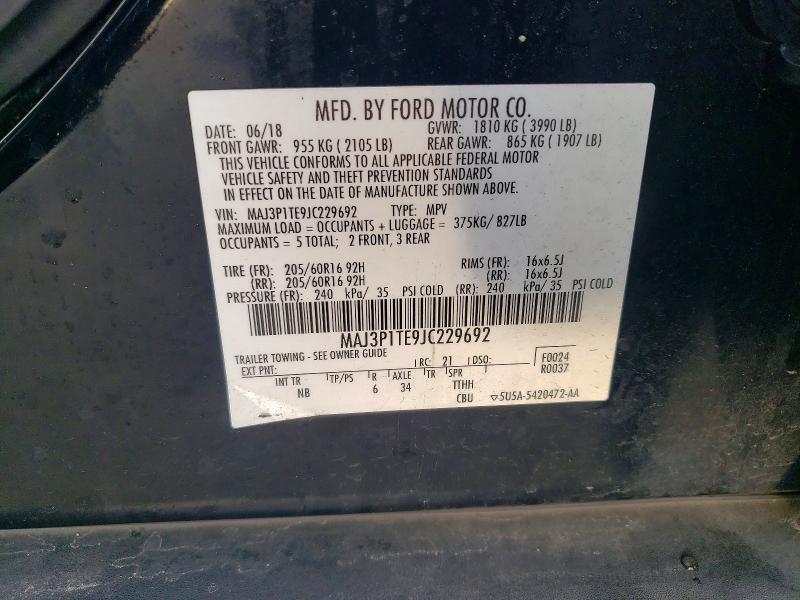 MFD. BY FORD MOTOR CO.
DATE: 06/18 GVWR: 1810 KG ( 3990 LB)
FRONT GAWR: 955 KG ( 2105 LB) REAR GAWR: 865 KG ( 1907 LB)
THIS VEHICLE CONFORMS TO ALL APPLICABLE FEDERAL MOTOR
VEHICLE SAFETY AND THEFT PREVENTION STANDARDS
IN EFFECT ON THE DATE OF MANUFACTURE SHOWN ABOVE.
VIN: MAJ3P1TE9JC229692 TYPE: MPV
MAXIMUM LOAD = OCCUPANTS + LUGGAGE = 375KG/ 827LB
OCCUPANTS = 5 TOTAL; 2 FRONT, 3 REAR
TIRE (FR): 205/60R16 92H RIMS (FR): 16x6.5J
(RR): 205/60R16 92H (RR): 16x6.5J
PRESSURE (FR): 240 kPa/ 35 PSI COLD (RR): 240 kPa/ 35 PSI COLD
MAJ3P1TE9JC229692
TRAILER TOWING - SEE OWNER GUIDE
EXT PNT: RC: 21 DSO: F0024
R0037
INT TR TP/PS R AXLE TR SPR
NB 6 34 TTHH
CBU ▽5U5A-5420472-AA